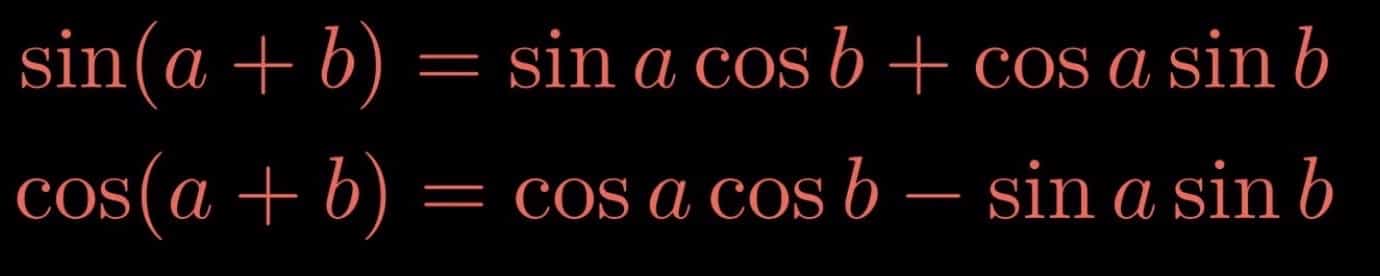 sin(a + b) = sin a cos b + cos a sin b
cos(a + b) = cos a cos b − sin a sin b